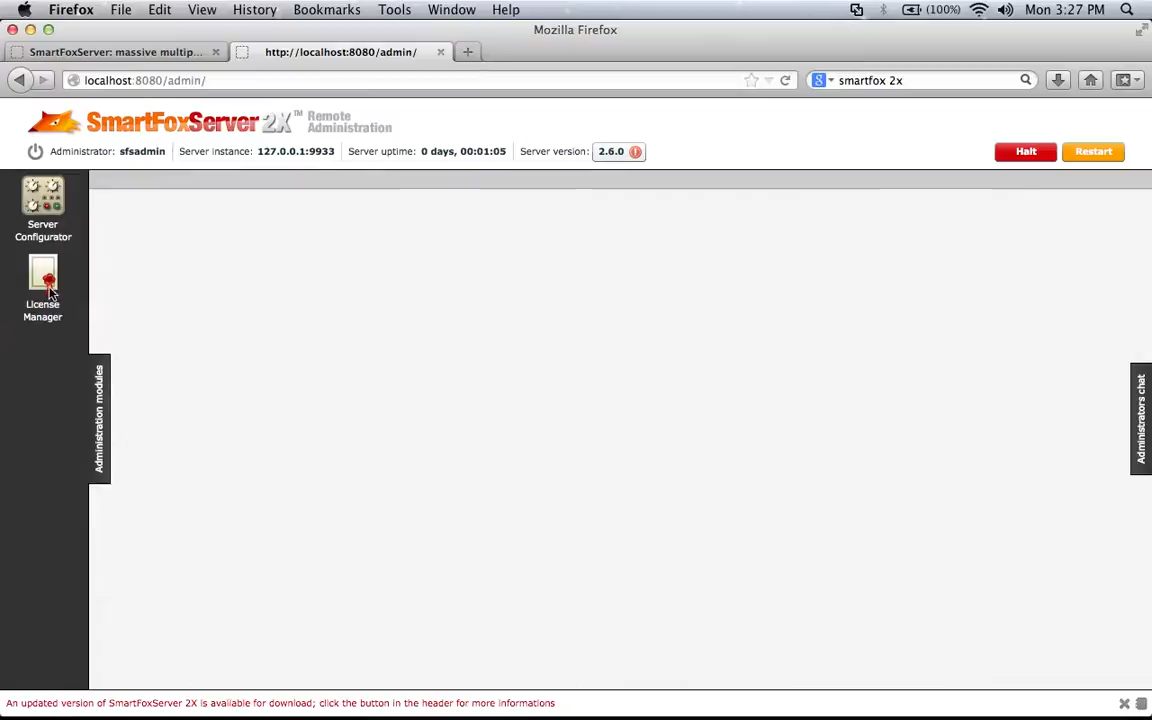 Firefox File Edit View History Bookmarks Tools Window Help (100%) Mon 3:27 PM
Mozilla Firefox
SmartFoxServer: massive multip... http://localhost:8080/admin/
localhost:8080/admin/ smartfox 2x
SmartFoxServer 2X™ Remote
Administration
Administrator: sfsadmin Server instance: 127.0.0.1:9933 Server uptime: 0 days, 00:01:05 Server version: 2.6.0 Halt Restart
Server
Configurator
License
Manager
Administration modules
Administrators chat
An updated version of SmartFoxServer 2X is available for download; click the button in the header for more informations